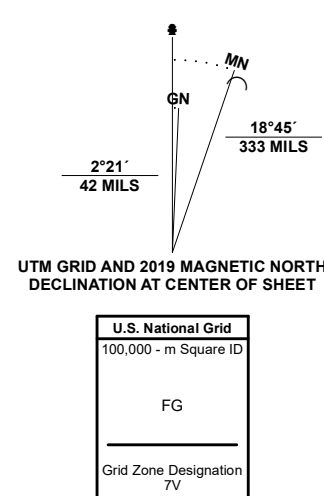 MN
GN
18°45´
333 MILS
2°21´
42 MILS
UTM GRID AND 2019 MAGNETIC NORTH
DECLINATION AT CENTER OF SHEET
U.S. National Grid
100,000 - m Square ID
FG
Grid Zone Designation
7V